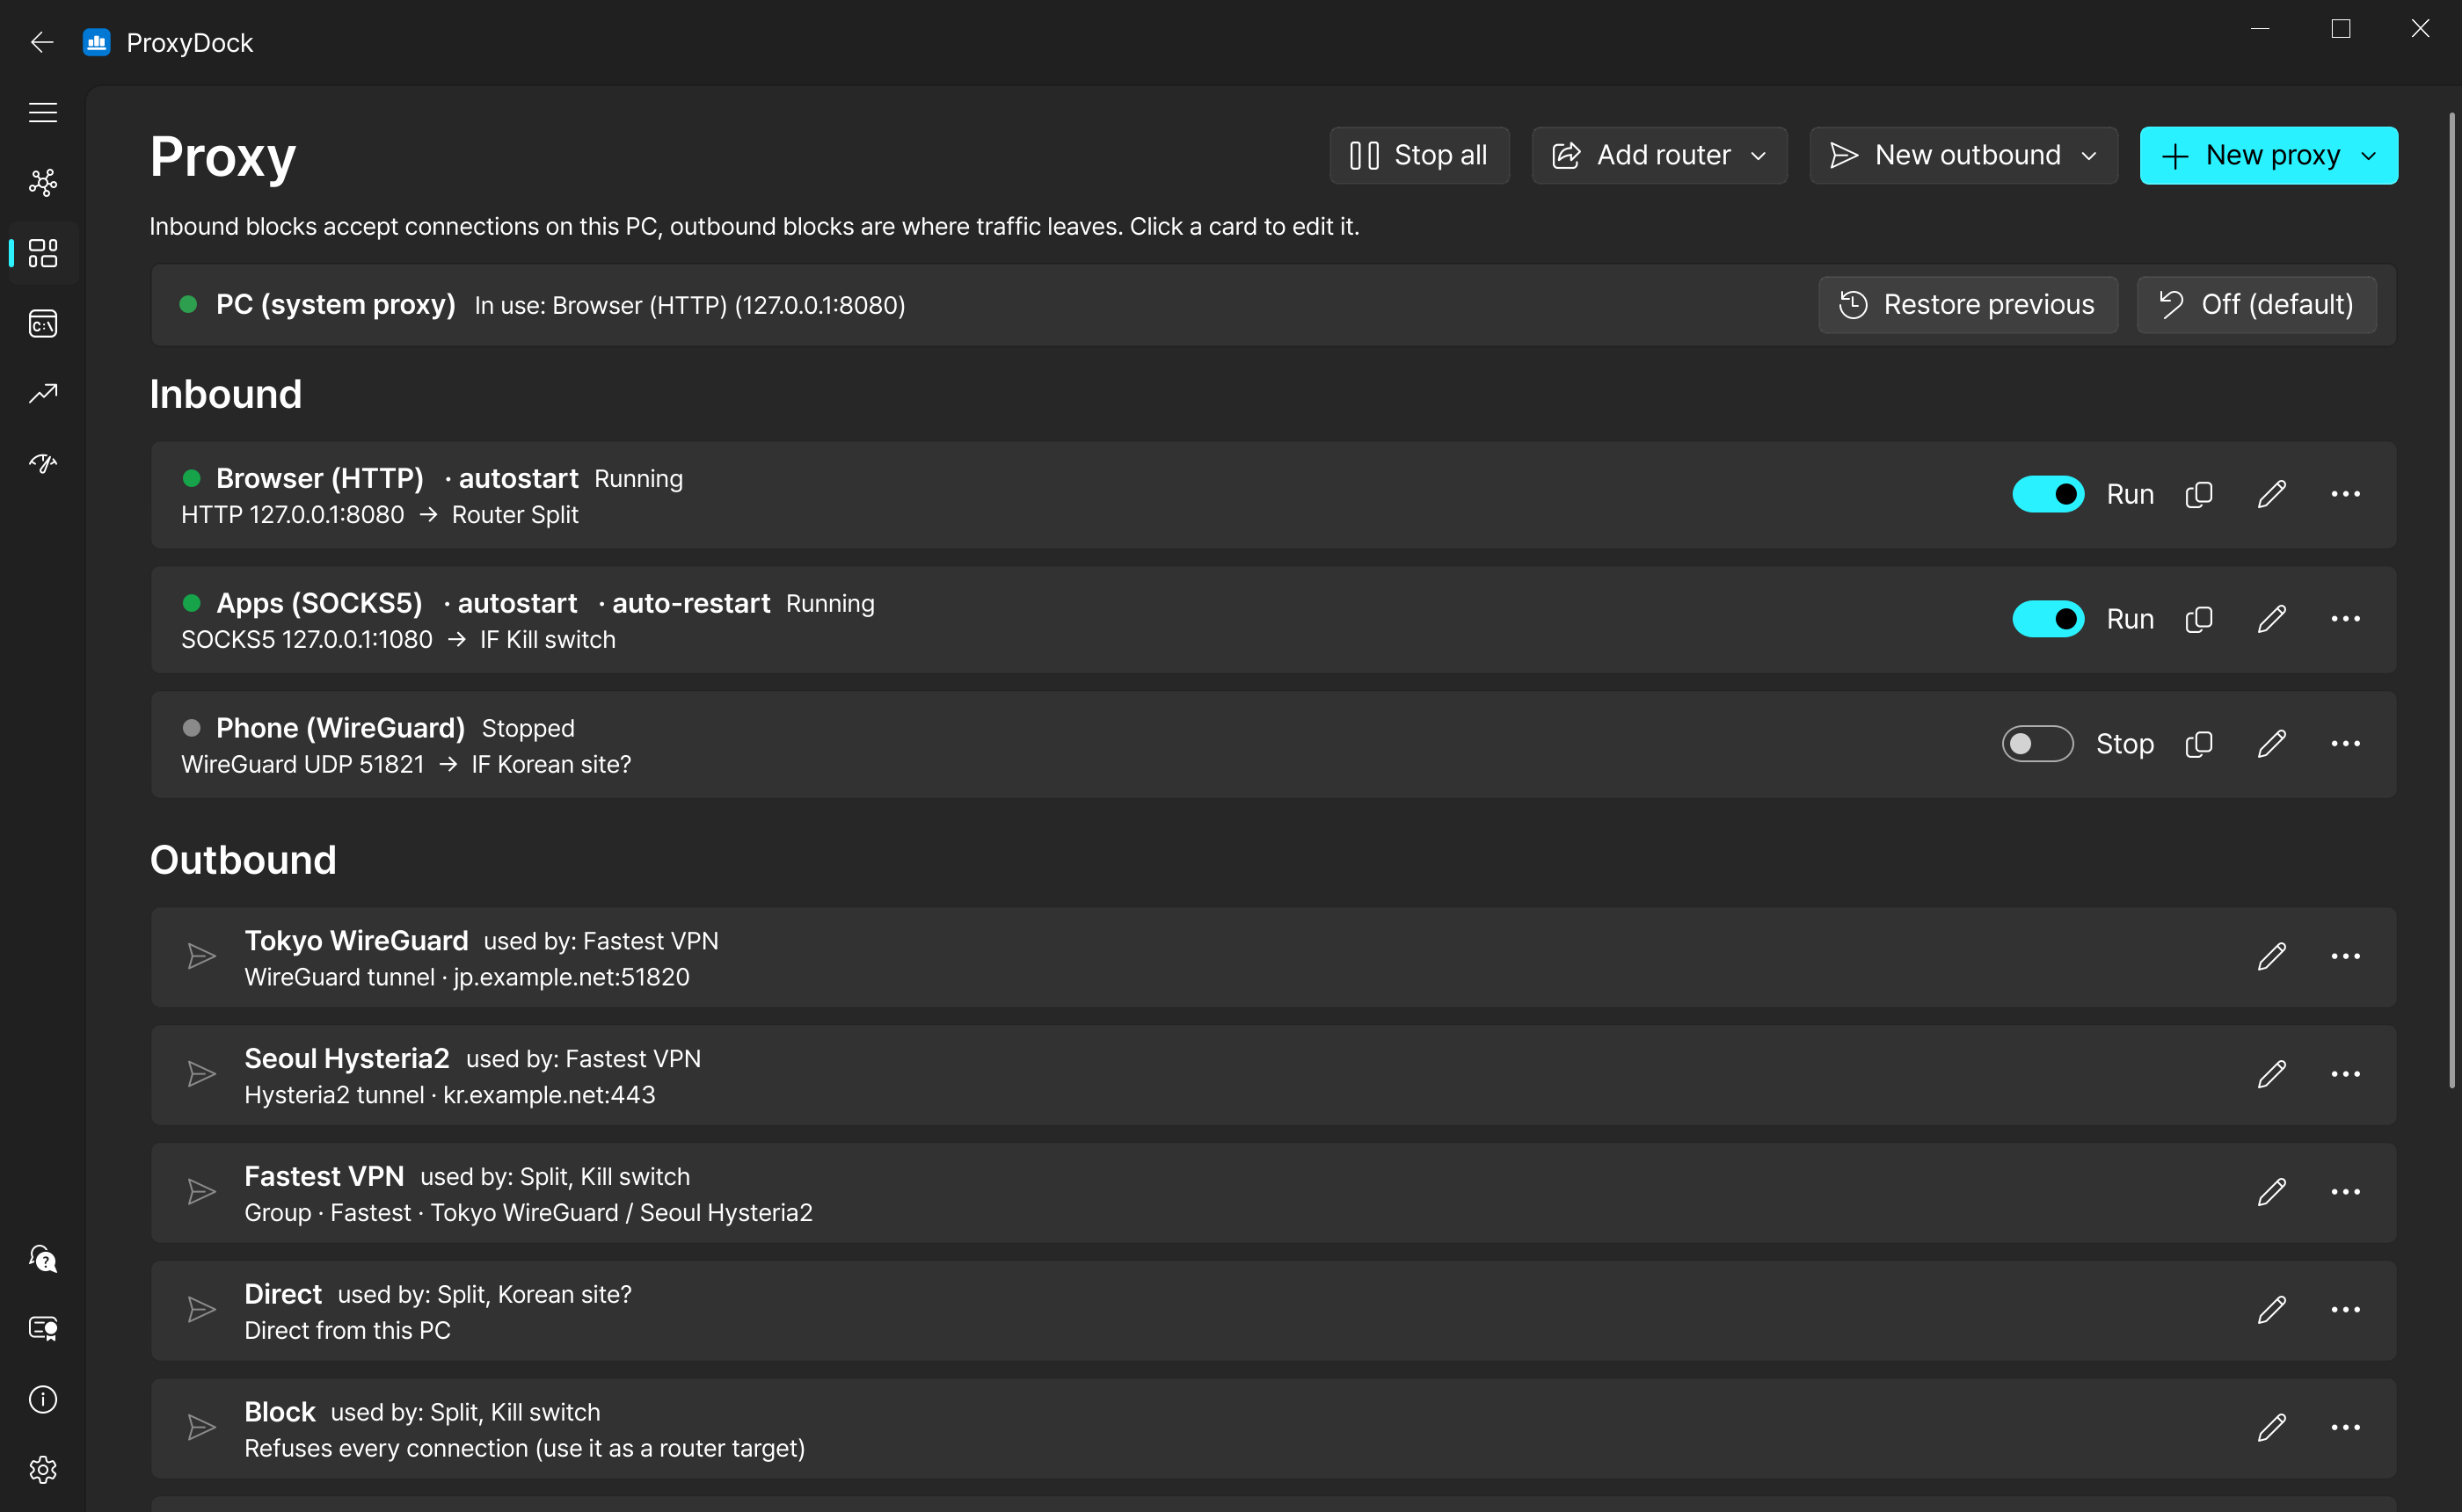 ProxyDock
Proxy
Stop all
Add router
New outbound
New proxy
Inbound blocks accept connections on this PC, outbound blocks are where traffic leaves. Click a card to edit it.
PC (system proxy) In use: Browser (HTTP) (127.0.0.1:8080)
Restore previous
Off (default)
Inbound
Browser (HTTP) · autostart Running
HTTP 127.0.0.1:8080 → Router Split
Run
Apps (SOCKS5) · autostart · auto-restart Running
SOCKS5 127.0.0.1:1080 → IF Kill switch
Run
Phone (WireGuard) Stopped
WireGuard UDP 51821 → IF Korean site?
Stop
Outbound
Tokyo WireGuard used by: Fastest VPN
WireGuard tunnel · jp.example.net:51820
Seoul Hysteria2 used by: Fastest VPN
Hysteria2 tunnel · kr.example.net:443
Fastest VPN used by: Split, Kill switch
Group · Fastest · Tokyo WireGuard / Seoul Hysteria2
Direct used by: Split, Korean site?
Direct from this PC
Block used by: Split, Kill switch
Refuses every connection (use it as a router target)